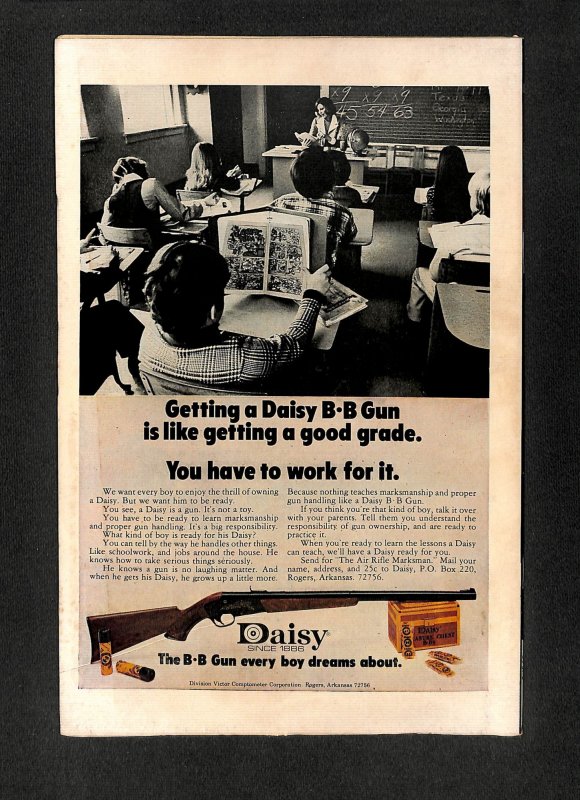 x9 x9 x9
45 54 63
Texas
Georgia
Getting a Daisy B·B Gun
is like getting a good grade.
You have to work for it.
We want every boy to enjoy the thrill of owning
a Daisy. But we want him to be ready.
You see, a Daisy is a gun. It's not a toy.
You have to be ready to learn marksmanship
and proper gun handling. It's a big responsibility.
What kind of boy is ready for his Daisy?
You can tell by the way he handles other things.
Like schoolwork, and jobs around the house. He
knows how to take serious things seriously.
He knows a gun is no laughing matter. And
when he gets his Daisy, he grows up a little more.
Because nothing teaches marksmanship and proper
gun handling like a Daisy B·B Gun.
If you think you're that kind of boy, talk it over
with your parents. Tell them you understand the
responsibility of gun ownership, and are ready to
practice it.
When you're ready to learn the lessons a Daisy
can teach, we'll have a Daisy ready for you.
Send for "The Air Rifle Marksman." Mail your
name, address, and 25¢ to Daisy, P.O. Box 220,
Rogers, Arkansas. 72756.
Daisy
SINCE 1886
DAISY
The B·B Gun every boy dreams about.
Division Victor Comptometer Corporation. Rogers, Arkansas 72756